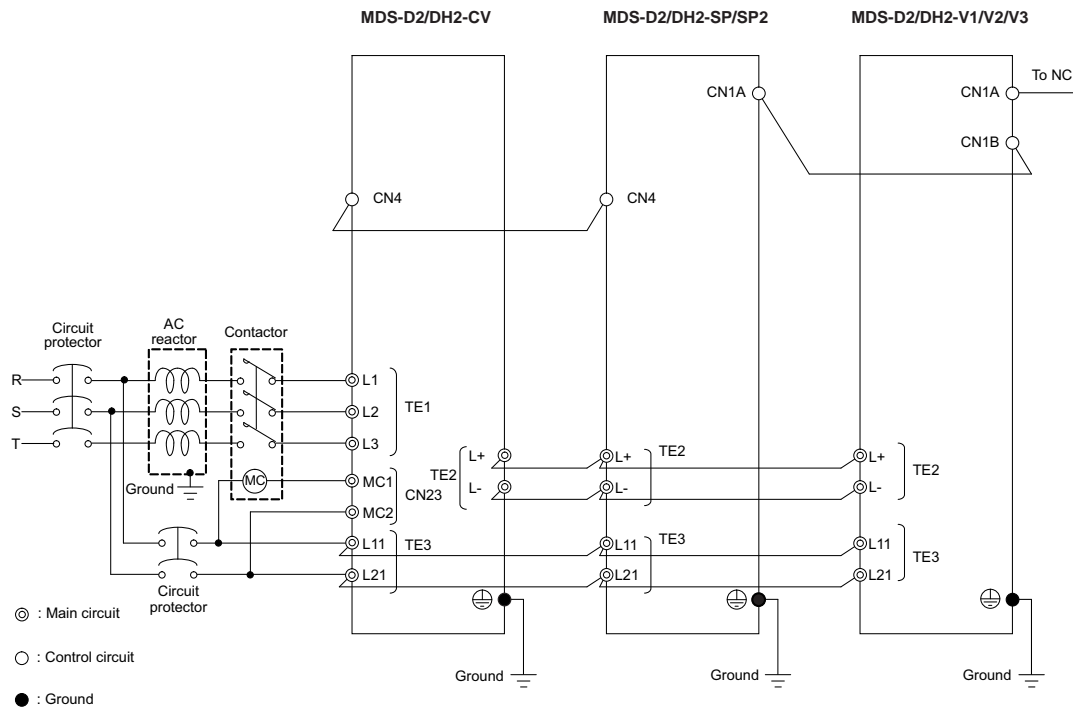 MDS-D2/DH2-CV
MDS-D2/DH2-SP/SP2
MDS-D2/DH2-V1/V2/V3
To NC
CN1A
CN1A
CN1B
CN4
CN4
Circuit
protector
AC
reactor
Contactor
R
S
T
L1
L2
L3
TE1
Ground
MC
MC1
MC2
CN23
TE2
L+
L-
L+
L-
TE2
L+
L-
TE2
L11
L21
TE3
L11
L21
TE3
L11
L21
TE3
Circuit
protector
: Main circuit
: Control circuit
: Ground
Ground
Ground
Ground